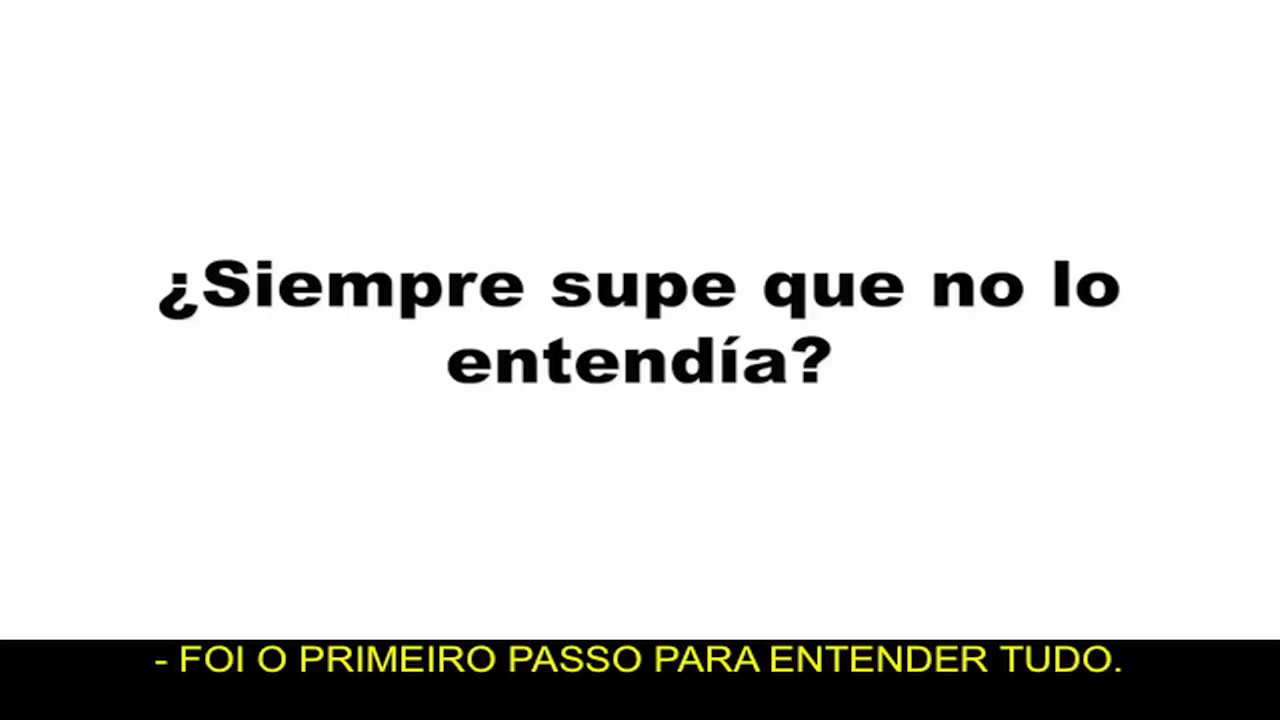 ¿Siempre supe que no lo
entendía?
- FOI O PRIMEIRO PASSO PARA ENTENDER TUDO.